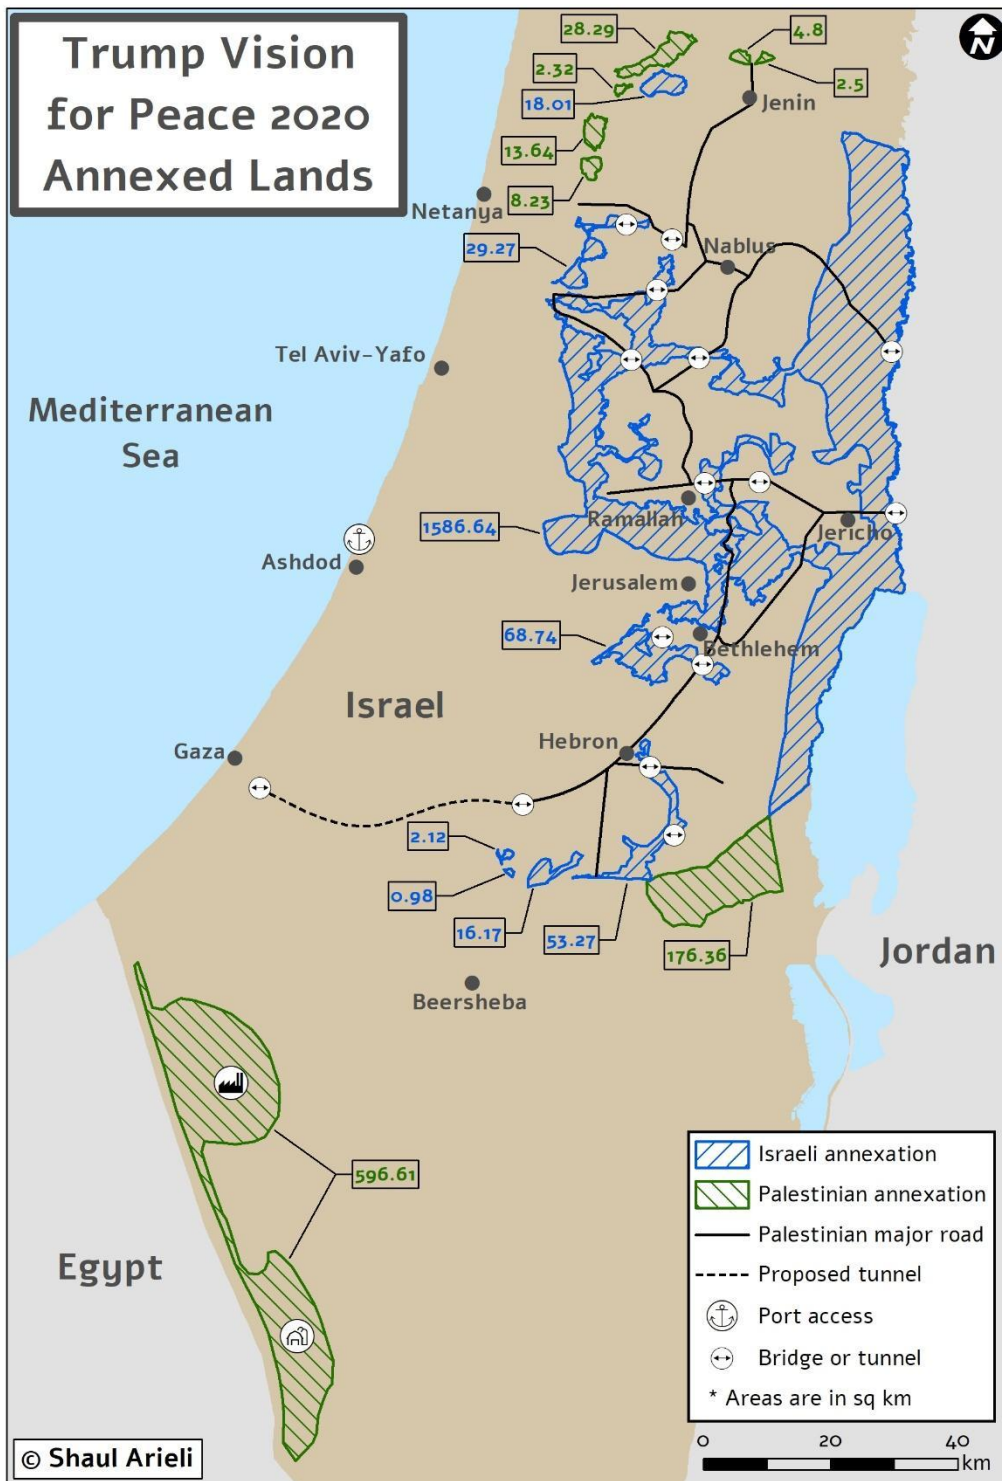 Trump Vision
for Peace 2020
Annexed Lands
N
28.29
4.8
2.32
2.5
18.01
Jenin
13.64
8.23
Netanya
29.27
Nablus
Tel Aviv-Yafo
Mediterranean
Sea
1586.64
Ramallah
Jericho
Ashdod
Jerusalem
68.74
Bethlehem
Israel
Gaza
Hebron
2.12
0.98
16.17
53.27
176.36
Jordan
Beersheba
596.61
Egypt
Israeli annexation
Palestinian annexation
Palestinian major road
Proposed tunnel
Port access
Bridge or tunnel
* Areas are in sq km
0 20 40
km
© Shaul Arieli